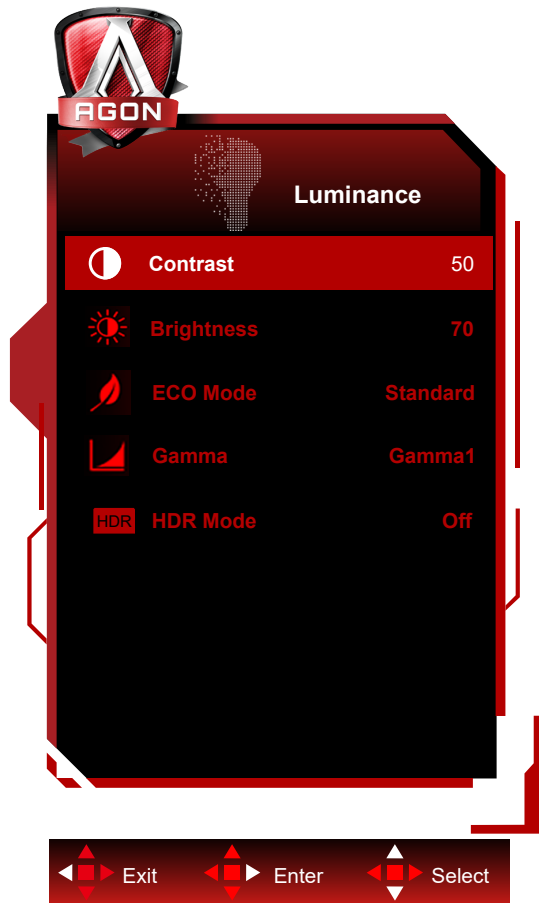 AGON
Luminance
Contrast 50
Brightness 70
ECO Mode Standard
Gamma Gamma1
HDR HDR Mode Off
Exit Enter Select